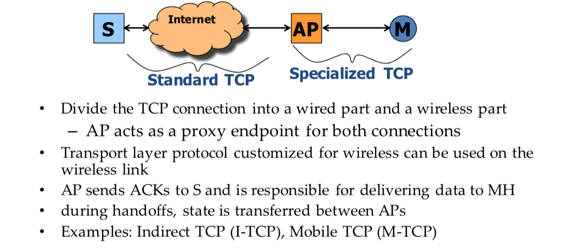 Internet
S
AP
M
Standard TCP
Specialized TCP
• Divide the TCP connection into a wired part and a wireless part
– AP acts as a proxy endpoint for both connections
• Transport layer protocol customized for wireless can be used on the
wireless link
• AP sends ACKs to S and is responsible for delivering data to MH
• during handoffs, state is transferred between APs
• Examples: Indirect TCP (I-TCP), Mobile TCP (M-TCP)